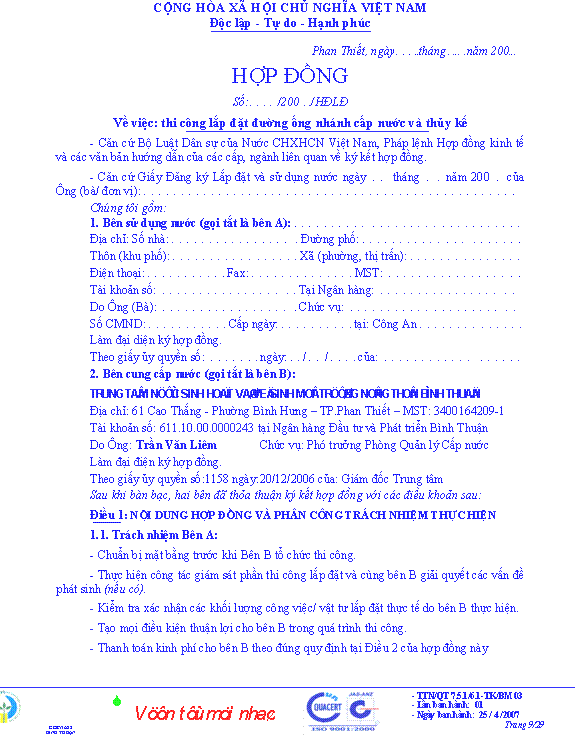 CỘNG HÒA XÃ HỘI CHỦ NGHĨA VIỆT NAM
Độc lập - Tự do - Hạnh phúc
Phan Thiết, ngày. . . ..tháng. . . . .năm 200...
HỢP ĐỒNG
Số:. . . . /200 . ./HĐLĐ
Về việc: thi công lắp đặt đường ống nhánh cấp nước và thủy kế
- Căn cứ Bộ Luật Dân sự của Nước CHXHCN Việt Nam, Pháp lệnh Hợp đồng kinh tế
và các văn bản hướng dẫn của các cấp, ngành liên quan về ký kết hợp đồng.
- Căn cứ Giấy Đăng ký Lắp đặt và sử dụng nước ngày . . tháng . . năm 200 . của
Ông (bà/ đơn vị): . . . . . . . . . . . . . . . . . . . . . . . . . . . . . . . . . . . . . . . .
Chúng tôi gồm:
1. Bên sử dụng nước (gọi tắt là bên A): . . . . . . . . . . . . . . . . . . . . . . . .
Địa chỉ: Số nhà: . . . . . . . . . . . . . . . . . . Đường phố: . . . . . . . . . . . . . . . . . . . .
Thôn (khu phố): . . . . . . . . . . . . . . . . . . Xã (phường, thị trấn): . . . . . . . . . . . . . . .
Điện thoại: . . . . . . . . . . . Fax: . . . . . . . . . . . . . . MST: . . . . . . . . . . . . . . . . .
Tài khoản số: . . . . . . . . . . . . . . . . . . . Tại Ngân hàng: . . . . . . . . . . . . . . . . .
Do Ông (Bà): . . . . . . . . . . . . . . . . . . . Chức vụ: . . . . . . . . . . . . . . . . . . . . .
Số CMND: . . . . . . . . . . . Cấp ngày: . . . . . . . . . . tại: Công An . . . . . . . . . . . . . .
Làm đại diện ký hợp đồng.
Theo giấy ủy quyền số: . . . . . . . ngày: . . / . . / . . . . của: . . . . . . . . . . . . . . . . . .
2. Bên cung cấp nước (gọi tắt là bên B):
Địa chỉ: 61 Cao Thắng - Phường Bình Hưng – TP.Phan Thiết – MST: 3400164209-1
Tài khoản số: 611.10.00.0000243 tại Ngân hàng Đầu tư và Phát triển Bình Thuận
Do Ông: Trần Văn Liêm Chức vụ: Phó trưởng Phòng Quản lý Cấp nước
Làm đại diện ký hợp đồng.
Theo giấy ủy quyền số:1158 ngày:20/12/2006 của: Giám đốc Trung tâm
Sau khi bàn bạc, hai bên đã thỏa thuận ký kết hợp đồng với các điều khoản sau:
Điều 1: NỘI DUNG HỢP ĐỒNG VÀ PHÂN CÔNG TRÁCH NHIỆM THỰC HIỆN
1.1. Trách nhiệm Bên A:
- Chuẩn bị mặt bằng trước khi Bên B tổ chức thi công.
- Thực hiện công tác giám sát phần thi công lắp đặt và cùng bên B giải quyết các vấn đề
phát sinh (nếu có).
- Kiểm tra xác nhận các khối lượng công việc/ vật tư lắp đặt thực tế do bên B thực hiện.
- Tạo mọi điều kiện thuận lợi cho bên B trong quá trình thi công.
- Thanh toán kinh phí cho bên B theo đúng quy định tại Điều 2 của hợp đồng này
QUACERT
JAS-ANZ
ISO 9001:2000
- TTN/QT 7.5.1/6.1-TK/BM 03
- Lần ban hành: 01
- Ngày ban hành: 25 / 4 /2007
Trang 9/29